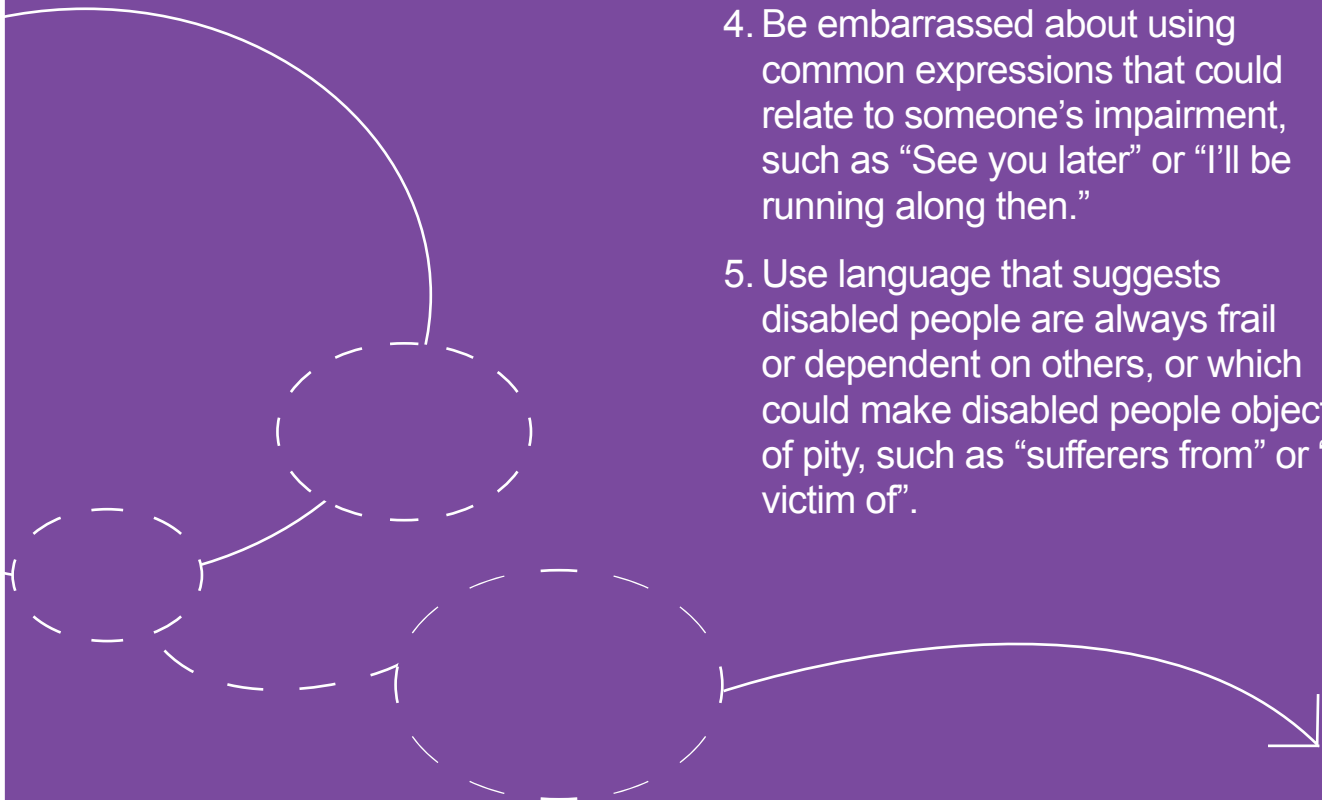 4. Be embarrassed about using
common expressions that could
relate to someone’s impairment,
such as “See you later” or “I’ll be
running along then.”
5. Use language that suggests
disabled people are always frail
or dependent on others, or which
could make disabled people object
of pity, such as “sufferers from” or “
victim of”.